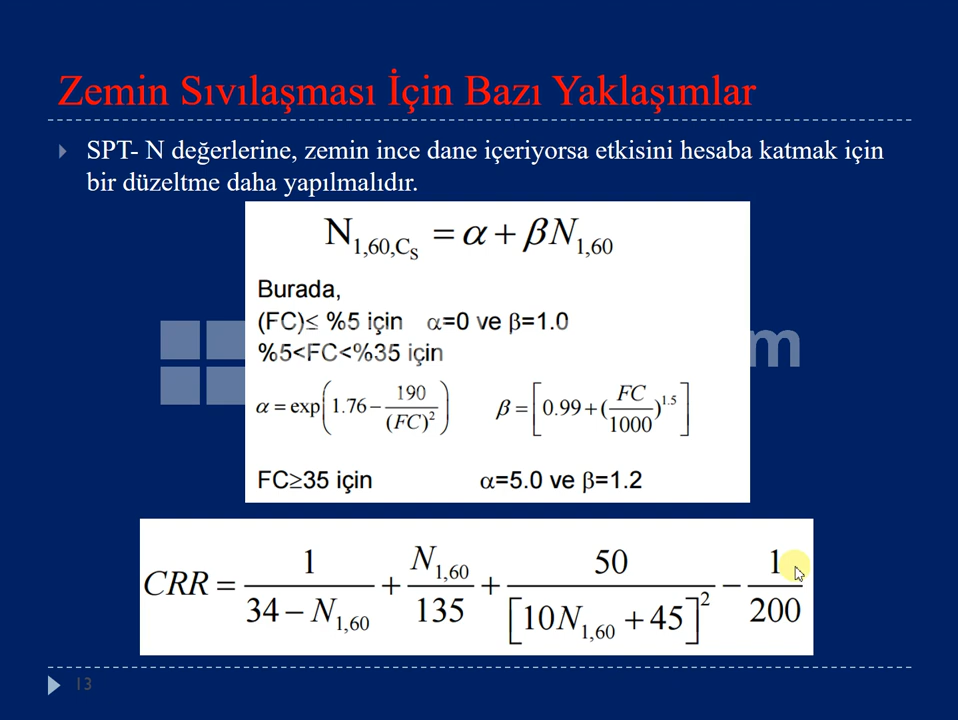 Zemin Sıvılaşması İçin Bazı Yaklaşımlar
SPT- N değerlerine, zemin ince dane içeriyorsa etkisini hesaba katmak için
bir düzeltme daha yapılmalıdır.
N₁,₆₀,C_S = α + βN₁,₆₀
Burada,
(FC)≤ %5 için α=0 ve β=1.0
%5<FC<%35 için
α = exp(1.76 − 190/(FC)²) β = [0.99 + (FC/1000)^1.5]
FC≥35 için α=5.0 ve β=1.2
CRR = 1/(34 − N₁,₆₀) + N₁,₆₀/135 + 50/[10N₁,₆₀ + 45]² − 1/200
13